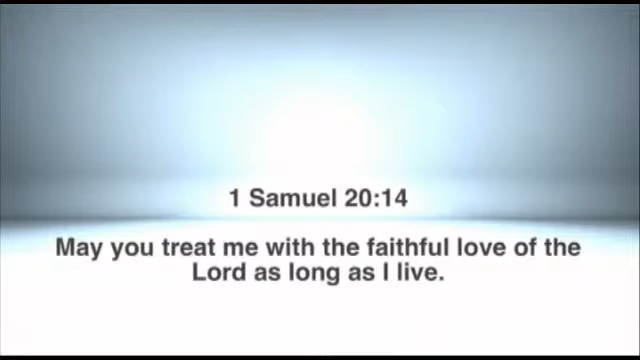 1 Samuel 20:14
May you treat me with the faithful love of the
Lord as long as I live.